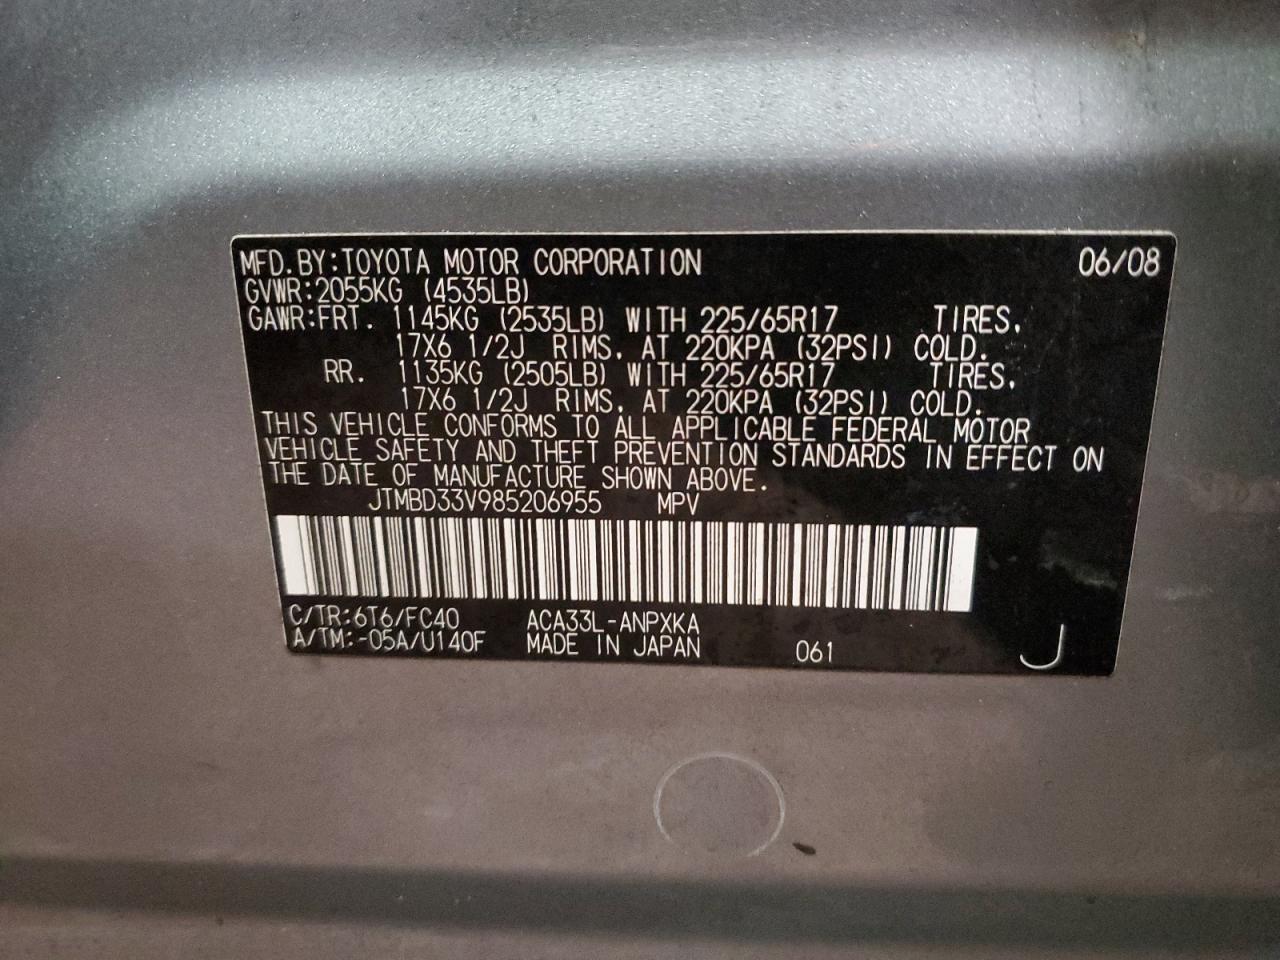 MFD.BY:TOYOTA MOTOR CORPORATION 06/08
GVWR:2055KG (4535LB)
GAWR:FRT. 1145KG (2535LB) WITH 225/65R17 TIRES,
17X6 1/2J RIMS, AT 220KPA (32PSI) COLD.
RR. 1135KG (2505LB) WITH 225/65R17 TIRES,
17X6 1/2J RIMS, AT 220KPA (32PSI) COLD.
THIS VEHICLE CONFORMS TO ALL APPLICABLE FEDERAL MOTOR
VEHICLE SAFETY AND THEFT PREVENTION STANDARDS IN EFFECT ON
THE DATE OF MANUFACTURE SHOWN ABOVE.
JTMBD33V985206955 MPV
C/TR:6T6/FC40 ACA33L-ANPXKA
A/TM:-05A/U140F MADE IN JAPAN 061 J